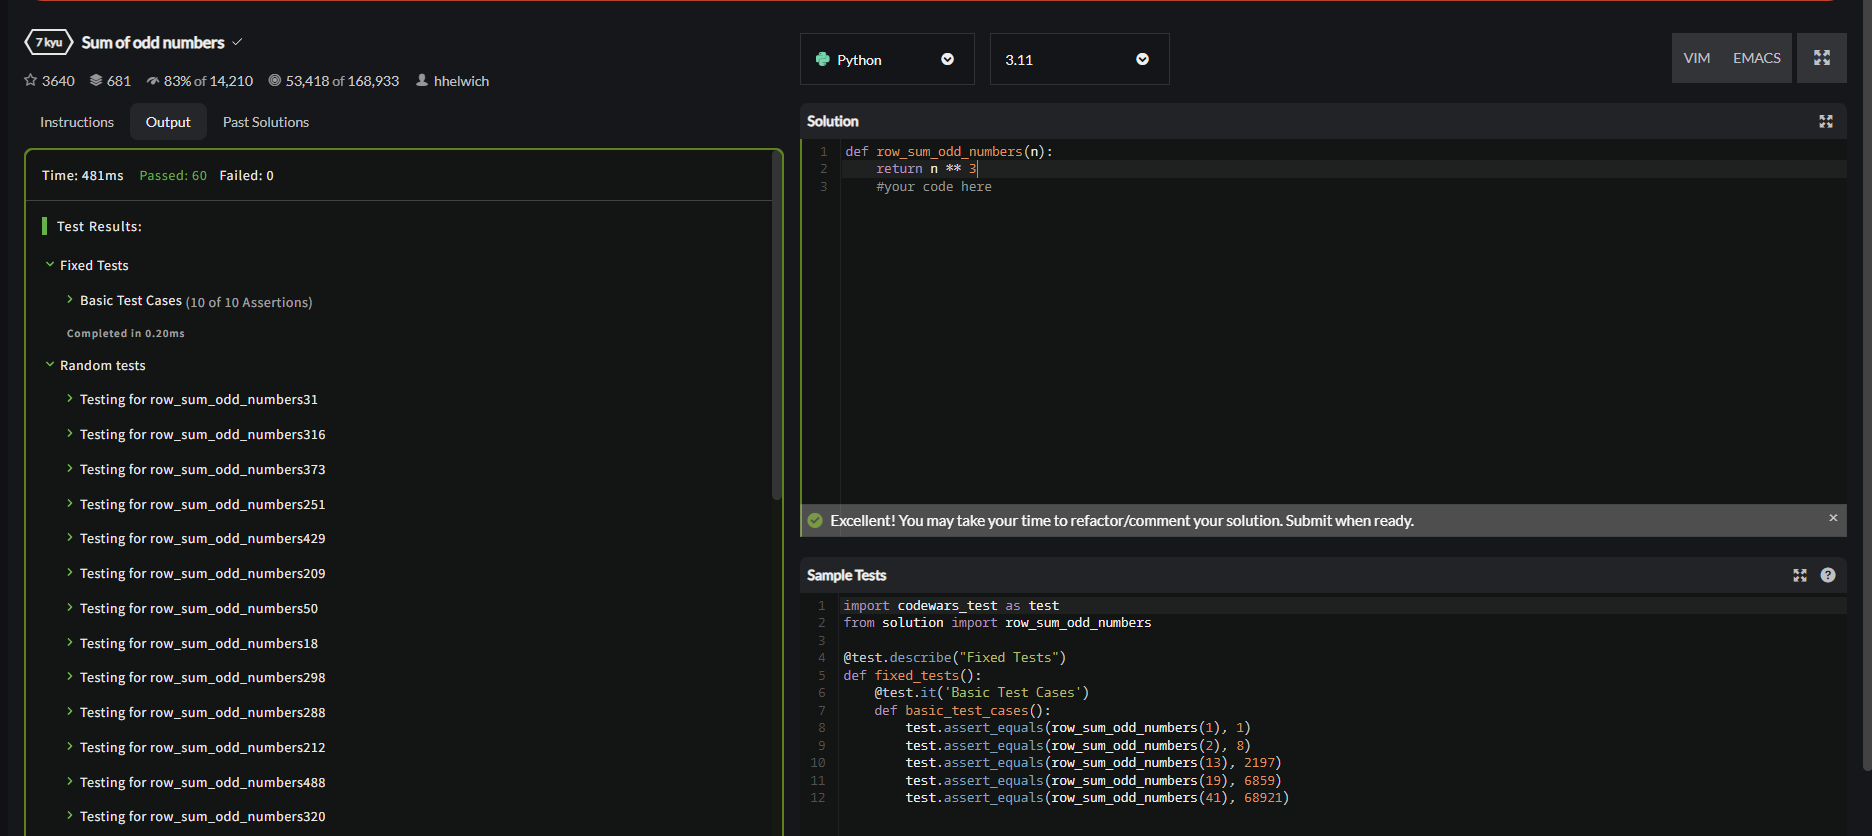 7 kyu Sum of odd numbers
3640 681 83% of 14,210 53,418 of 168,933 hhelwich
Instructions Output Past Solutions
Time: 481ms Passed: 60 Failed: 0
Test Results:
Fixed Tests
Basic Test Cases (10 of 10 Assertions)
Completed in 0.20ms
Random tests
Testing for row_sum_odd_numbers31
Testing for row_sum_odd_numbers316
Testing for row_sum_odd_numbers373
Testing for row_sum_odd_numbers251
Testing for row_sum_odd_numbers429
Testing for row_sum_odd_numbers209
Testing for row_sum_odd_numbers50
Testing for row_sum_odd_numbers18
Testing for row_sum_odd_numbers298
Testing for row_sum_odd_numbers288
Testing for row_sum_odd_numbers212
Testing for row_sum_odd_numbers488
Testing for row_sum_odd_numbers320
Python 3.11 VIM EMACS
Solution
1 def row_sum_odd_numbers(n):
2 return n ** 3
3 #your code here
Excellent! You may take your time to refactor/comment your solution. Submit when ready. ×
Sample Tests ?
1 import codewars_test as test
2 from solution import row_sum_odd_numbers
3
4 @test.describe("Fixed Tests")
5 def fixed_tests():
6 @test.it('Basic Test Cases')
7 def basic_test_cases():
8 test.assert_equals(row_sum_odd_numbers(1), 1)
9 test.assert_equals(row_sum_odd_numbers(2), 8)
10 test.assert_equals(row_sum_odd_numbers(13), 2197)
11 test.assert_equals(row_sum_odd_numbers(19), 6859)
12 test.assert_equals(row_sum_odd_numbers(41), 68921)